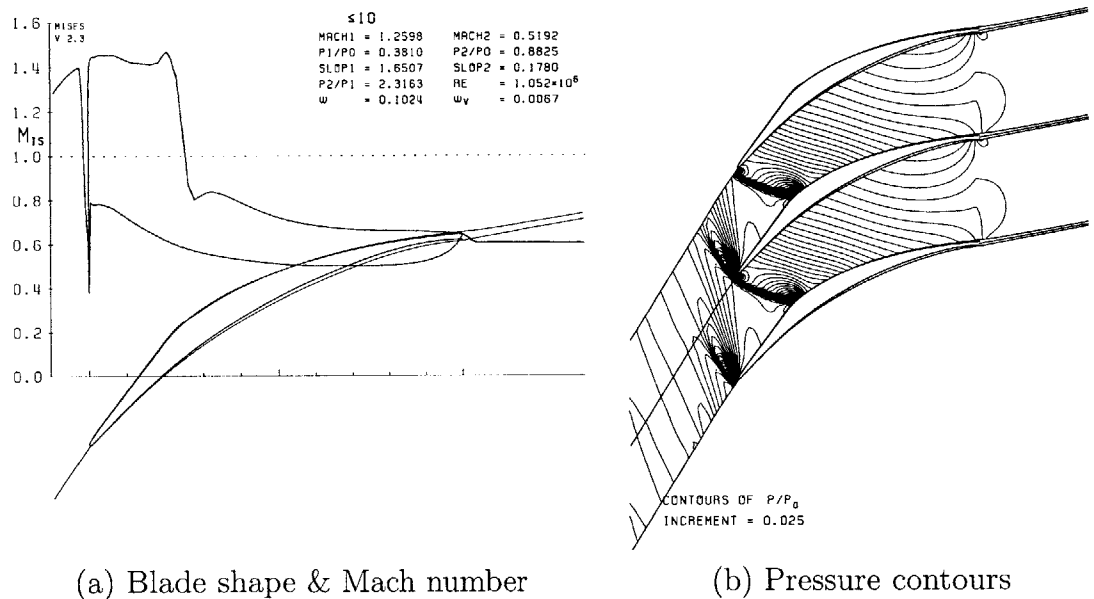 ≤10
MISES
V 2.3
MACH1 = 1.2598 MACH2 = 0.5192
P1/P0 = 0.3810 P2/P0 = 0.8825
SLOP1 = 1.6507 SLOP2 = 0.1780
P2/P1 = 2.3163 RE = 1.052*10⁶
ω = 0.1024 ωᵥ = 0.0067
1.6
1.4
1.2
M_IS
1.0
0.8
0.6
0.4
0.2
0.0
CONTOURS OF P/P₀
INCREMENT = 0.025
(a) Blade shape & Mach number
(b) Pressure contours